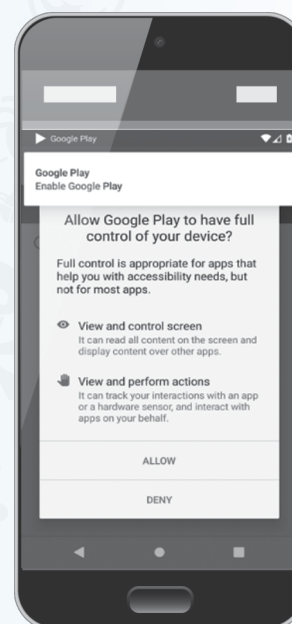 Google Play
Google Play
Enable Google Play
Allow Google Play to have full
control of your device?
Full control is appropriate for apps that
help you with accessibility needs, but
not for most apps.
View and control screen
It can read all content on the screen and
display content over other apps.
View and perform actions
It can track your interactions with an app
or a hardware sensor, and interact with
apps on your behalf.
ALLOW
DENY